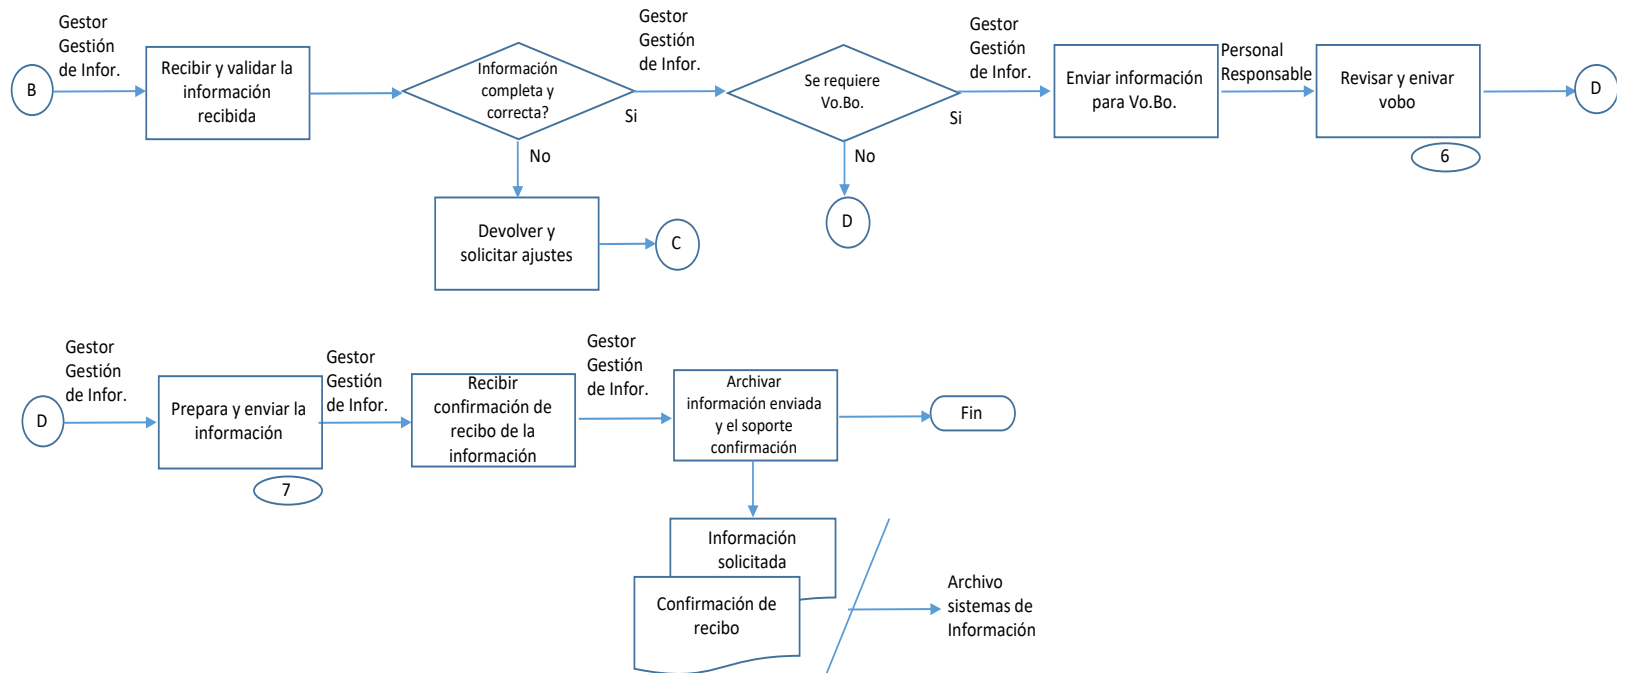 B
Gestor
Gestión
de Infor.
Recibir y validar la
información
recibida
Información
completa y
correcta?
No
Devolver y
solicitar ajustes
C
Gestor
Gestión
de Infor.
Si
Se requiere
Vo.Bo.
No
D
Gestor
Gestión
de Infor.
Si
Enviar información
para Vo.Bo.
Personal
Responsable
Revisar y enivar
vobo
6
D
D
Gestor
Gestión
de Infor.
Prepara y enviar la
información
7
Gestor
Gestión
de Infor.
Recibir
confirmación de
recibo de la
información
Gestor
Gestión
de Infor.
Archivar
información enviada
y el soporte
confirmación
Fin
Información
solicitada
Confirmación de
recibo
Archivo
sistemas de
Información